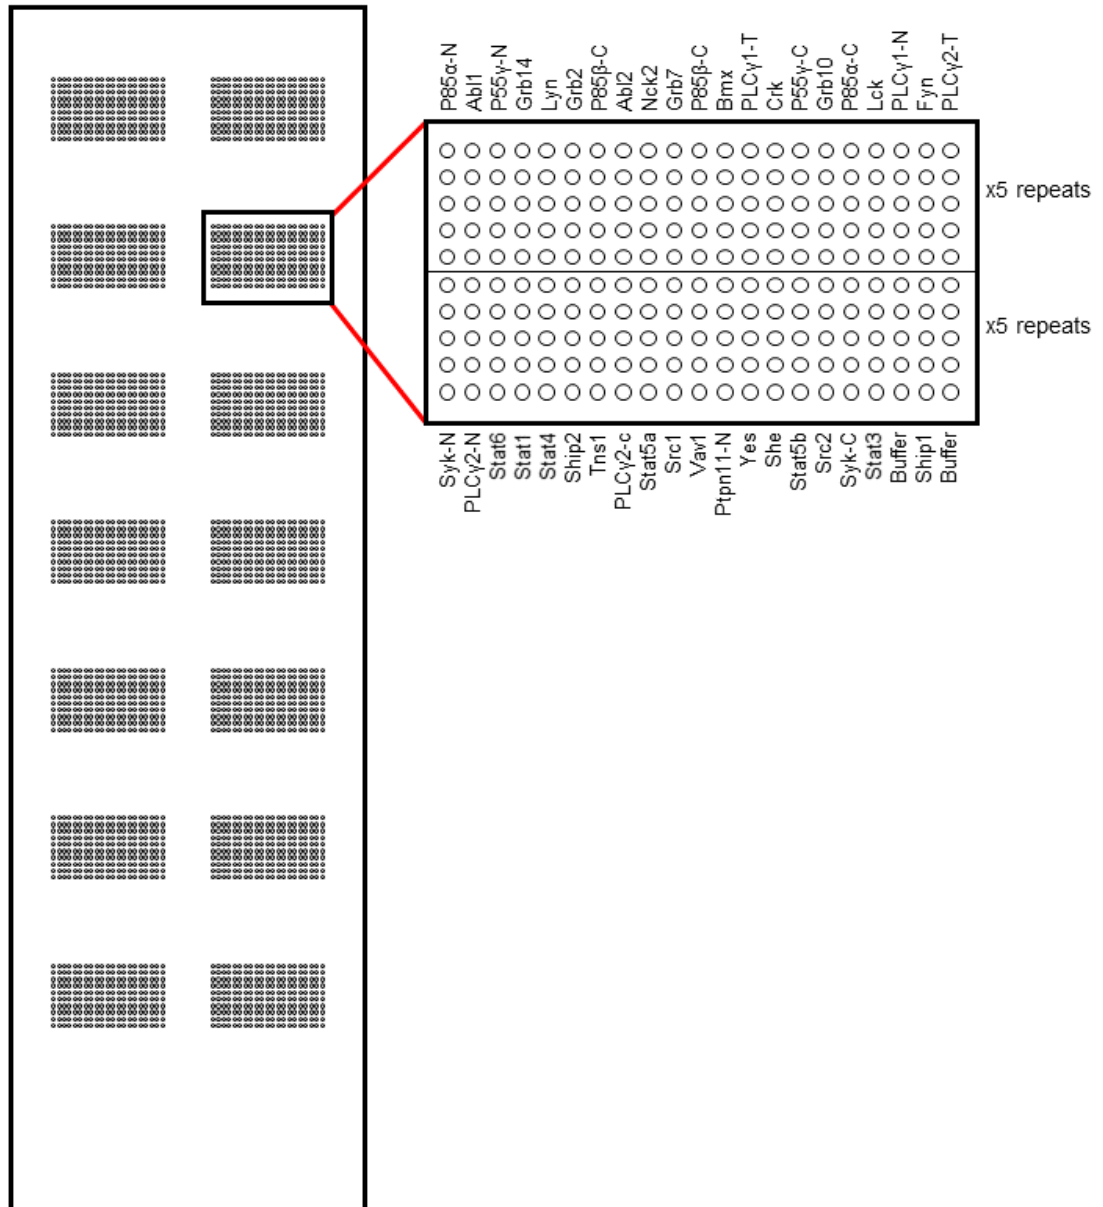 P85α-N
Abl1
P55γ-N
Grb14
Lyn
Grb2
P85β-C
Abl2
Nck2
Grb7
P85β-C
Bmx
PLCγ1-T
Crk
P55γ-C
Grb10
P85α-C
Lck
PLCγ1-N
Fyn
PLCγ2-T
x5 repeats
x5 repeats
Syk-N
PLCγ2-N
Stat6
Stat1
Stat4
Ship2
Tns1
PLCγ2-c
Stat5a
Src1
Vav1
Ptpn11-N
Yes
She
Stat5b
Src2
Syk-C
Stat3
Buffer
Ship1
Buffer